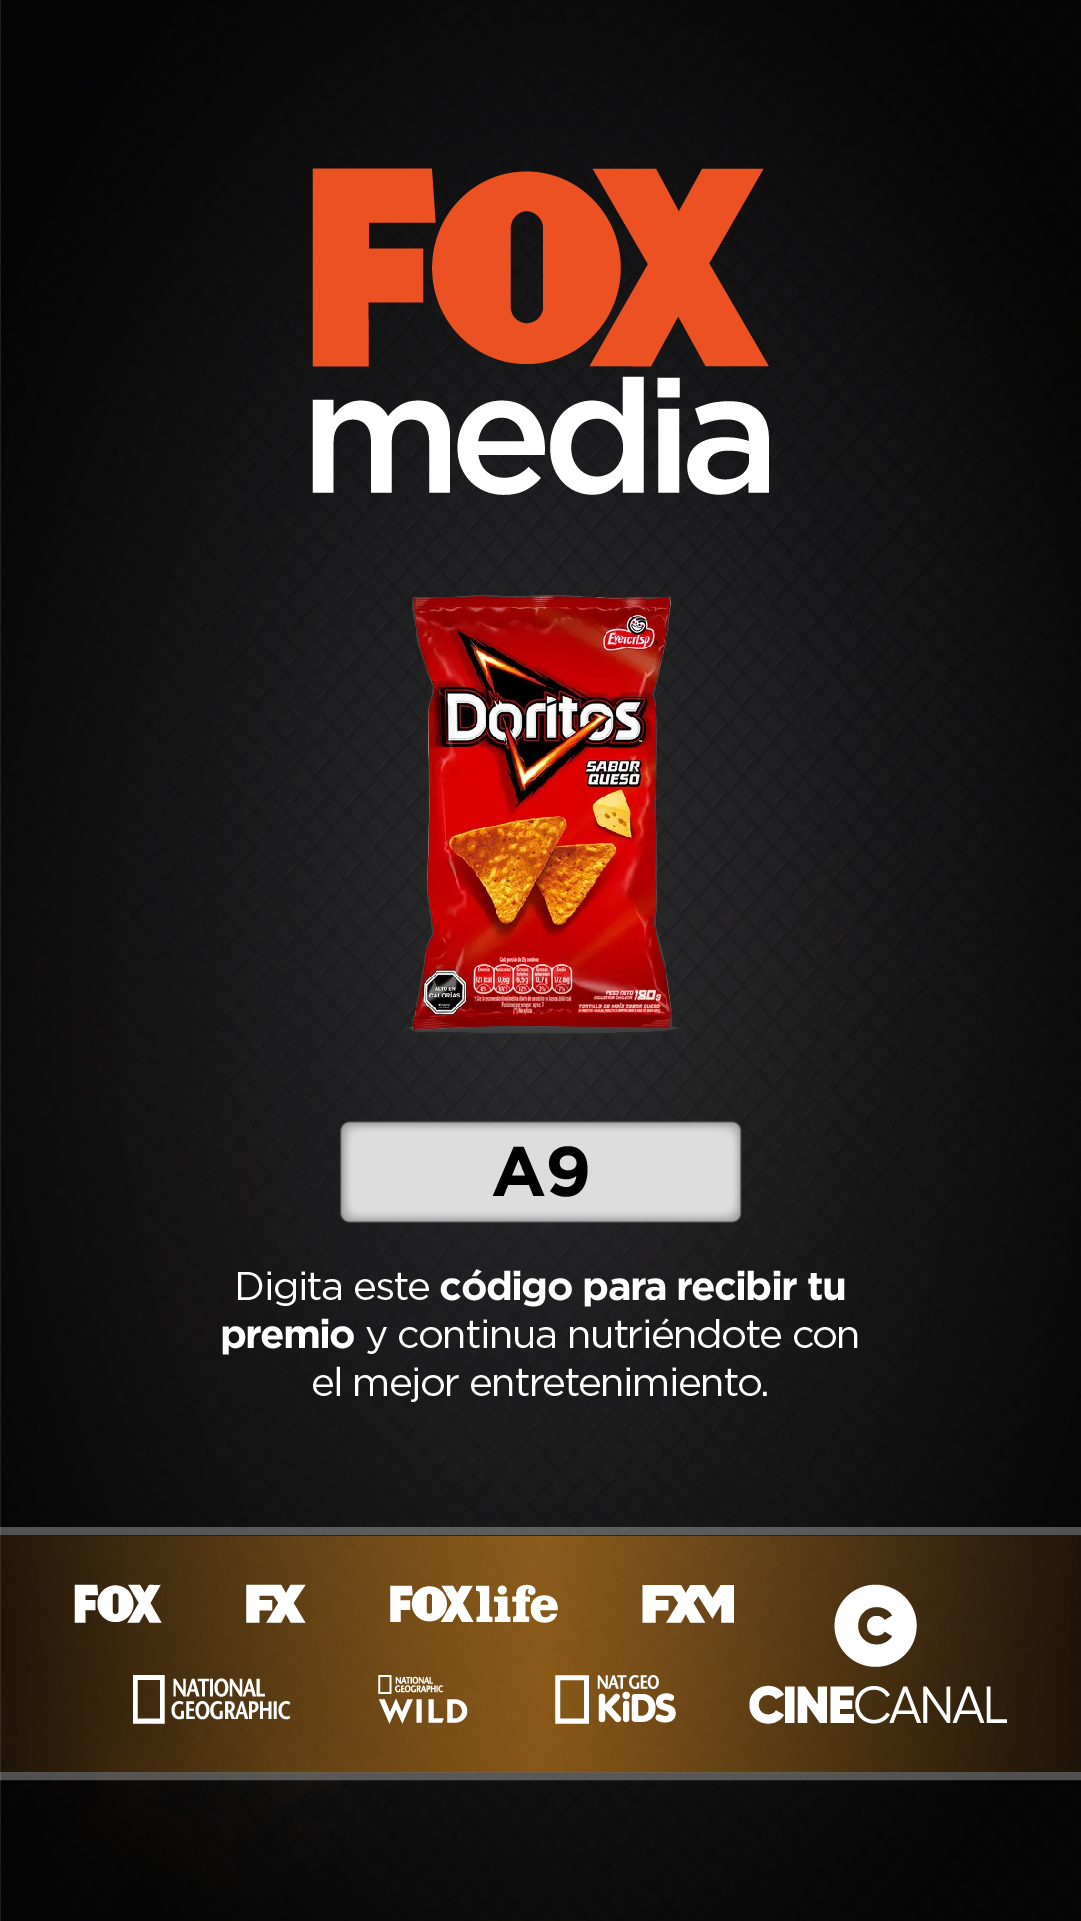 FOX
media
Evercrisp
Doritos
SABOR
QUESO
ALTO EN
CALORÍAS
PESO NETO 180g
A9
Digita este código para recibir tu
premio y continua nutriéndote con
el mejor entretenimiento.
FOX FX FOXlife FXM C
NATIONAL
GEOGRAPHIC
NATIONAL
GEOGRAPHIC
WILD
NAT GEO
KiDS
CINECANAL